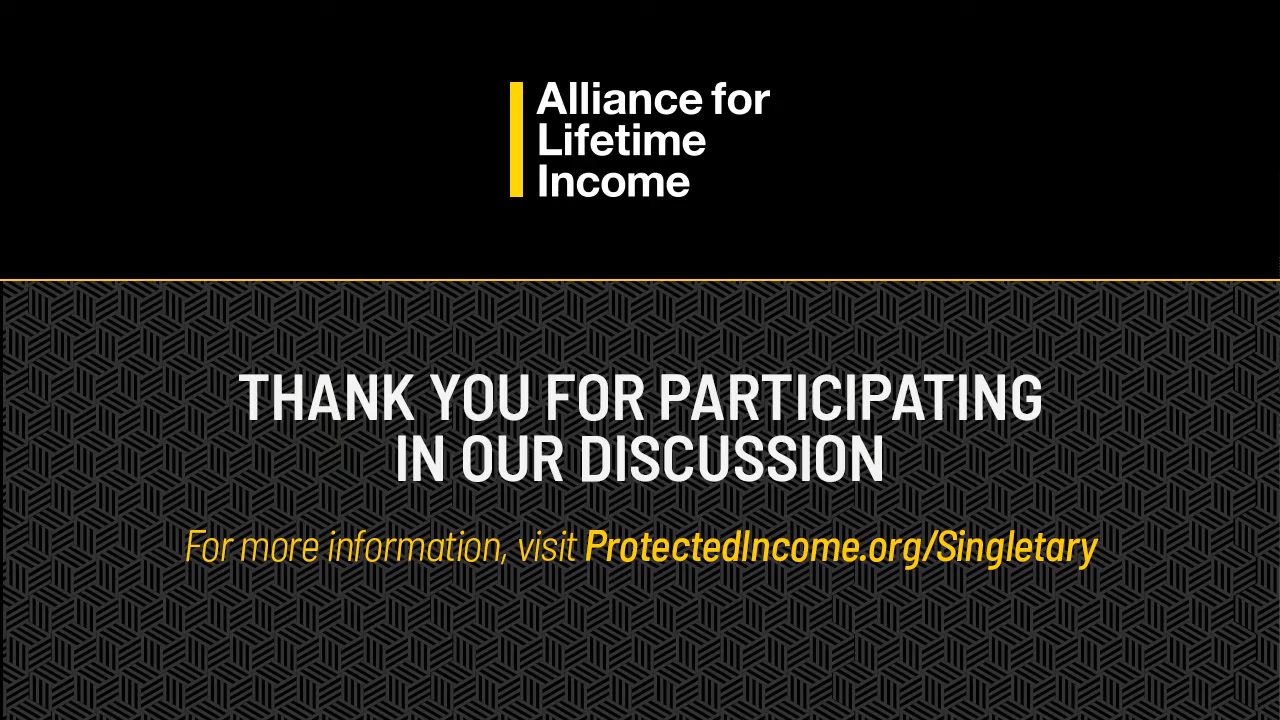 Alliance for
Lifetime
Income
THANK YOU FOR PARTICIPATING
IN OUR DISCUSSION
For more information, visit ProtectedIncome.org/Singletary